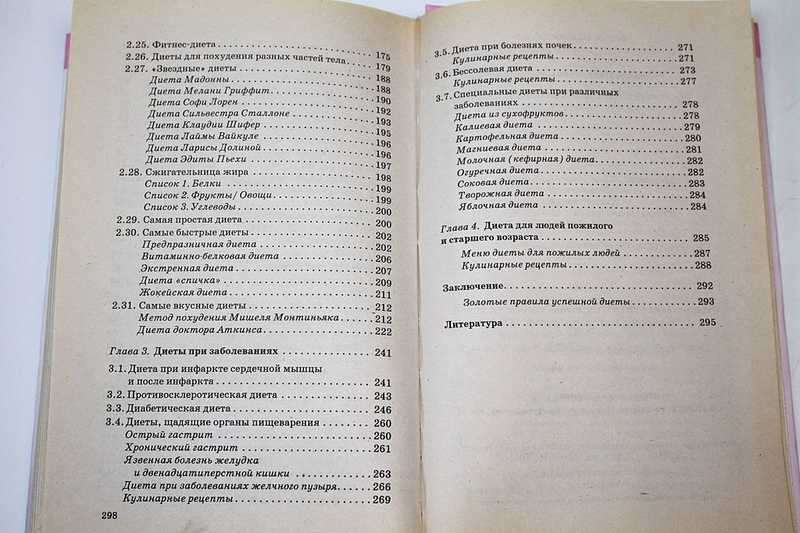 2.25. Фитнес-диета 175
2.26. Диеты для похудения разных частей тела 179
2.27. «Звездные» диеты 188
Диета Мадонны 188
Диета Мелани Гриффит 190
Диета Софи Лорен 192
Диета Сильвестра Сталлоне 193
Диета Клаудии Шифер 195
Диета Лаймы Вайкуле 196
Диета Ларисы Долиной 196
Диета Эдиты Пьехи 197
2.28. Сжигательница жира 198
Список 1. Белки 199
Список 2. Фрукты/Овощи 199
Список 3. Углеводы 200
2.29. Самая простая диета 200
2.30. Самые быстрые диеты 202
Предпразничная диета 202
Витаминно-белковая диета 206
Экстренная диета 207
Диета «спичка» 209
Жокейская диета 211
2.31. Самые вкусные диеты 212
Метод похудения Мишеля Монтиньяка 212
Диета доктора Аткинса 222
Глава 3. Диеты при заболеваниях 241
3.1. Диета при инфаркте сердечной мышцы
и после инфаркта 241
3.2. Противосклеротическая диета 243
3.3. Диабетическая диета 246
3.4. Диеты, щадящие органы пищеварения 260
Острый гастрит 260
Хронический гастрит 261
Язвенная болезнь желудка
и двенадцатиперстной кишки 263
Диета при заболеваниях желчного пузыря 266
Кулинарные рецепты 269
298
3.5. Диета при болезнях почек 271
Кулинарные рецепты 271
3.6. Бессолевая диета 273
Кулинарные рецепты 277
3.7. Специальные диеты при различных
заболеваниях 278
Диета из сухофруктов 278
Калиевая диета 279
Картофельная диета 280
Магниевая диета 281
Молочная (кефирная) диета 282
Огуречная диета 282
Соковая диета 283
Творожная диета 284
Яблочная диета 284
Глава 4. Диета для людей пожилого
и старшего возраста 285
Меню диеты для пожилых людей 287
Кулинарные рецепты 288
Заключение 292
Золотые правила успешной диеты 293
Литература 295